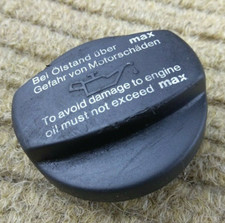 Bei Ölstand über max
Gefahr von Motorschäden
To avoid damage to engine
oil must not exceed max